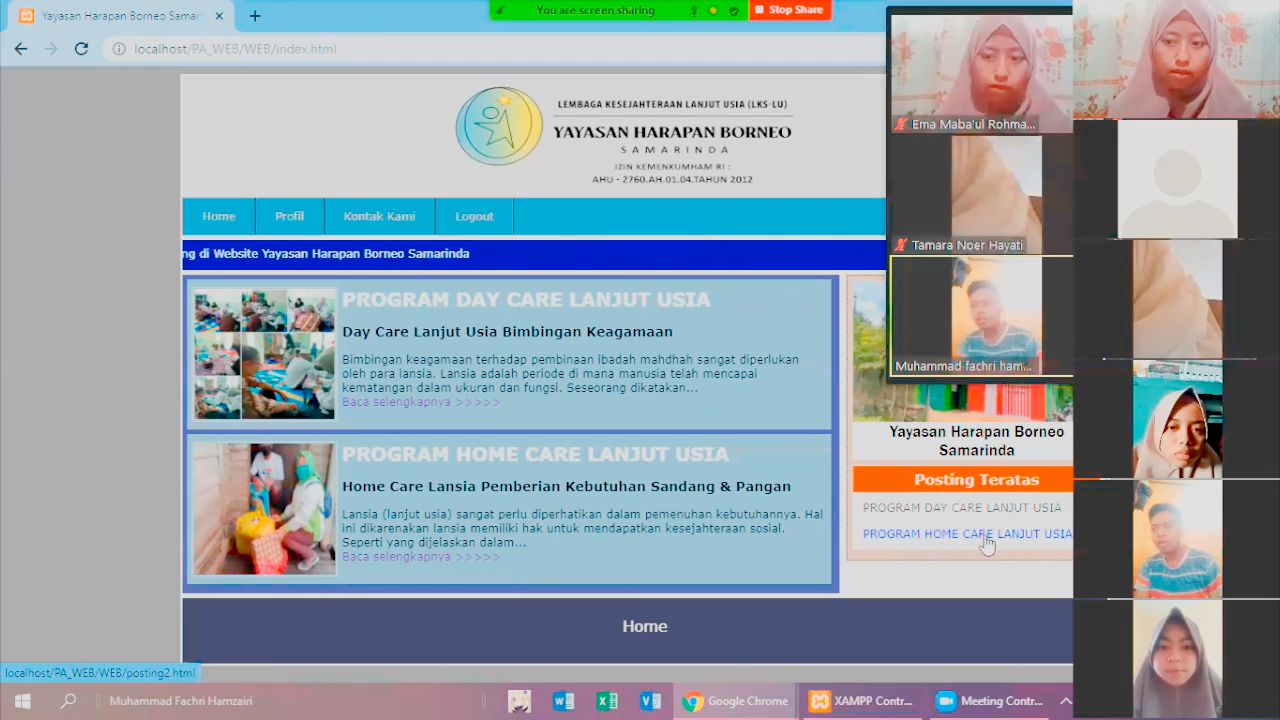 Yayasan Harapan Borneo Samar
You are screen sharing
Stop Share
localhost/PA_WEB/WEB/index.html
LEMBAGA KESEJAHTERAAN LANJUT USIA (LKS-LU)
YAYASAN HARAPAN BORNEO
SAMARINDA
IZIN KEMENKUMHAM RI :
AHU - 2760.AH.01.04.TAHUN 2012
Ema Maba'ul Rohma...
Home
Profil
Kontak Kami
Logout
Tamara Noer Hayati
ng di Website Yayasan Harapan Borneo Samarinda
PROGRAM DAY CARE LANJUT USIA
Day Care Lanjut Usia Bimbingan Keagamaan
Bimbingan keagamaan terhadap pembinaan ibadah mahdhah sangat diperlukan
oleh para lansia. Lansia adalah periode di mana manusia telah mencapai
kematangan dalam ukuran dan fungsi. Seseorang dikatakan...
Baca selengkapnya >>>>>
PROGRAM HOME CARE LANJUT USIA
Home Care Lansia Pemberian Kebutuhan Sandang & Pangan
Lansia (lanjut usia) sangat perlu diperhatikan dalam pemenuhan kebutuhannya. Hal
ini dikarenakan lansia memiliki hak untuk mendapatkan kesejahteraan sosial.
Seperti yang dijelaskan dalam...
Baca selengkapnya >>>>>
Muhammad fachri ham...
Yayasan Harapan Borneo
Samarinda
Posting Teratas
PROGRAM DAY CARE LANJUT USIA
PROGRAM HOME CARE LANJUT USIA
Home
localhost/PA_WEB/WEB/posting2.html
Muhammad Fachri Hamzairi
Google Chrome
XAMPP Contr...
Meeting Contr...